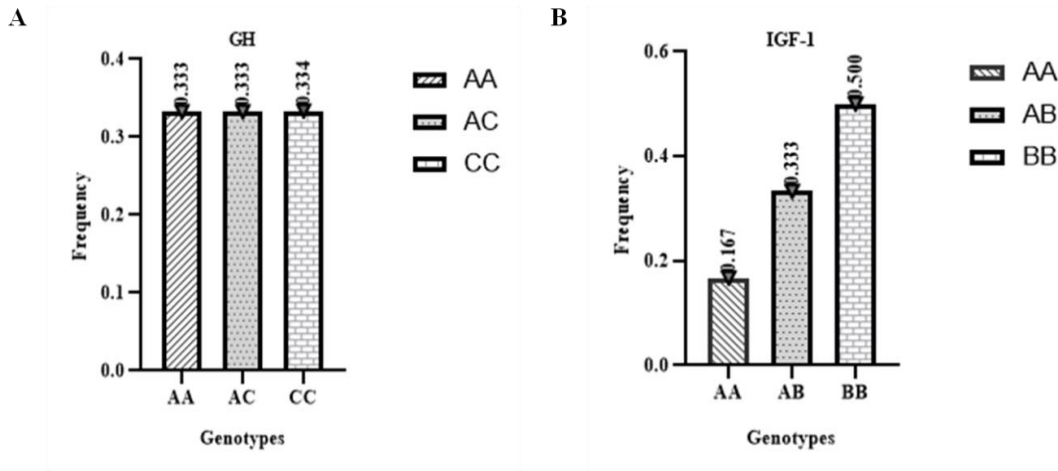 A
GH
0.4
0.3
0.2
0.1
0.0
Frequency
0.333
0.333
0.334
AA
AC
CC
Genotypes
AA
AC
CC
B
IGF-1
0.6
0.4
0.2
0.0
Frequency
0.167
0.333
0.500
AA
AB
BB
Genotypes
AA
AB
BB